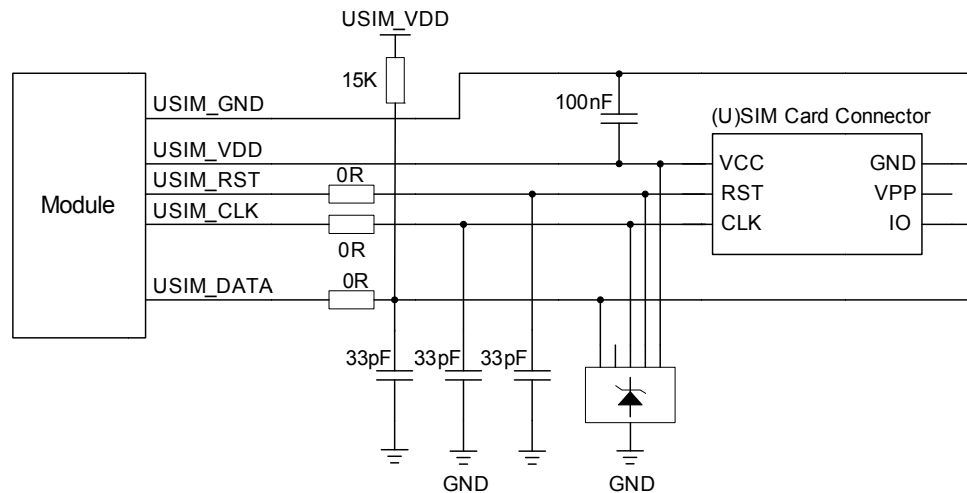 USIM_VDD
15K
USIM_GND
100nF
(U)SIM Card Connector
USIM_VDD
VCC
GND
USIM_RST
0R
RST
VPP
Module
USIM_CLK
CLK
IO
0R
USIM_DATA
0R
33pF
33pF
33pF
GND
GND